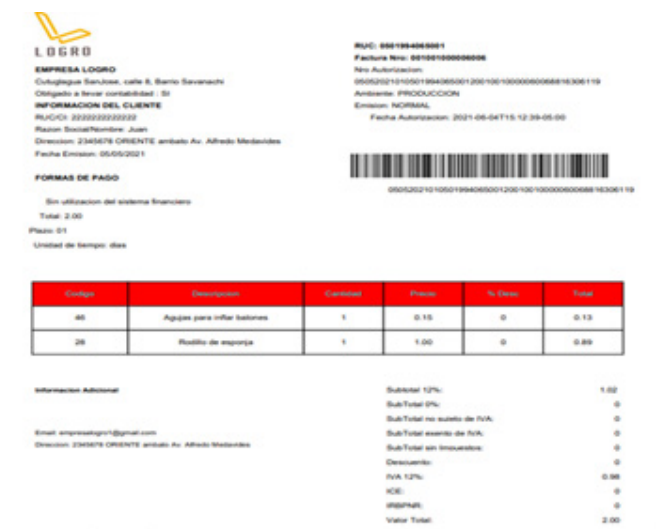 LOGRO
EMPRESA LOGRO
Cutuglagua SanJose, calle 8, Barrio Savanachi
Obligado a llevar contabilidad : SI
INFORMACION DEL CLIENTE
RUC/CI: 2222222222222
Razon Social/Nombre: Juan
Direccion: 2345678 ORIENTE ambato Av. Alfredo Medavides
Fecha Emision: 05/05/2021
FORMAS DE PAGO
Sin utilizacion del sistema financiero
Total: 2.00
Plazo: 01
Unidad de tiempo: dias
RUC: 0501994065001
Factura Nro: 001001000006006
Nro Autorizacion:
Ambiente: PRODUCCION
Emision: NORMAL
Fecha Autorizacion: 2021-06-04T15:12:39-05:00
Codigo Descripcion Cantidad Precio % Desc Total
46 Agujas para inflar balones 1 0.15 0 0.13
28 Rodillo de esponja 1 1.00 0 0.89
Informacion Adicional
Email: empresalogro1@gmail.com
Direccion: 2345678 ORIENTE ambato Av. Alfredo Medavides
Subtotal 12%: 1.02
SubTotal 0%: 0
SubTotal no sujeto de IVA: 0
SubTotal exento de IVA: 0
SubTotal sin Impuestos: 0
Descuento: 0
IVA 12%: 0.98
ICE: 0
IRBPNR: 0
Valor Total: 2.00